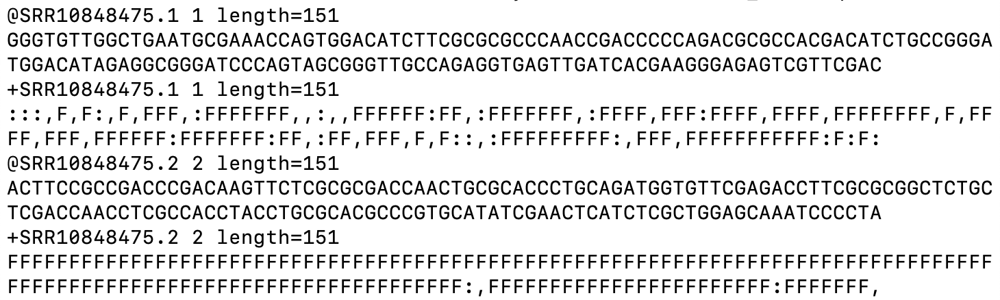 @SRR10848475.1 1 length=151
GGGTGTTGGCTGAATGCGAAACCAGTGGACATCTTCGCGCGCCCAACCGACCCCCAGACGCGCCACGACATCTGCCGGGA
TGGACATAGAGGCGGGATCCCAGTAGCGGGTTGCCAGAGGTGAGTTGATCACGAAGGGAGAGTCGTTCGAC
+SRR10848475.1 1 length=151
:::,F,F:,F,FFF,:FFFFFFF,,:,,FFFFFF:FF,:FFFFFFF,:FFFF,FFF:FFFF,FFFF,FFFFFFFF,F,FF
FF,FFF,FFFFFF:FFFFFFF:FF,:FF,FFF,F,F::,:FFFFFFFFF:,FFF,FFFFFFFFFFF:F:F:
@SRR10848475.2 2 length=151
ACTTCCGCCGACCCGACAAGTTCTCGCGCGACCAACTGCGCACCCTGCAGATGGTGTTCGAGACCTTCGCGCGGCTCTGC
TCGACCAACCTCGCCACCTACCTGCGCACGCCCGTGCATATCGAACTCATCTCGCTGGAGCAAATCCCCTA
+SRR10848475.2 2 length=151
FFFFFFFFFFFFFFFFFFFFFFFFFFFFFFFFFFFFFFFFFFFFFFFFFFFFFFFFFFFFFFFFFFFFFFFFFFFFFFFF
FFFFFFFFFFFFFFFFFFFFFFFFFFFFFFFFFFFFF:,FFFFFFFFFFFFFFFFFFFFFFF:FFFFFFF,